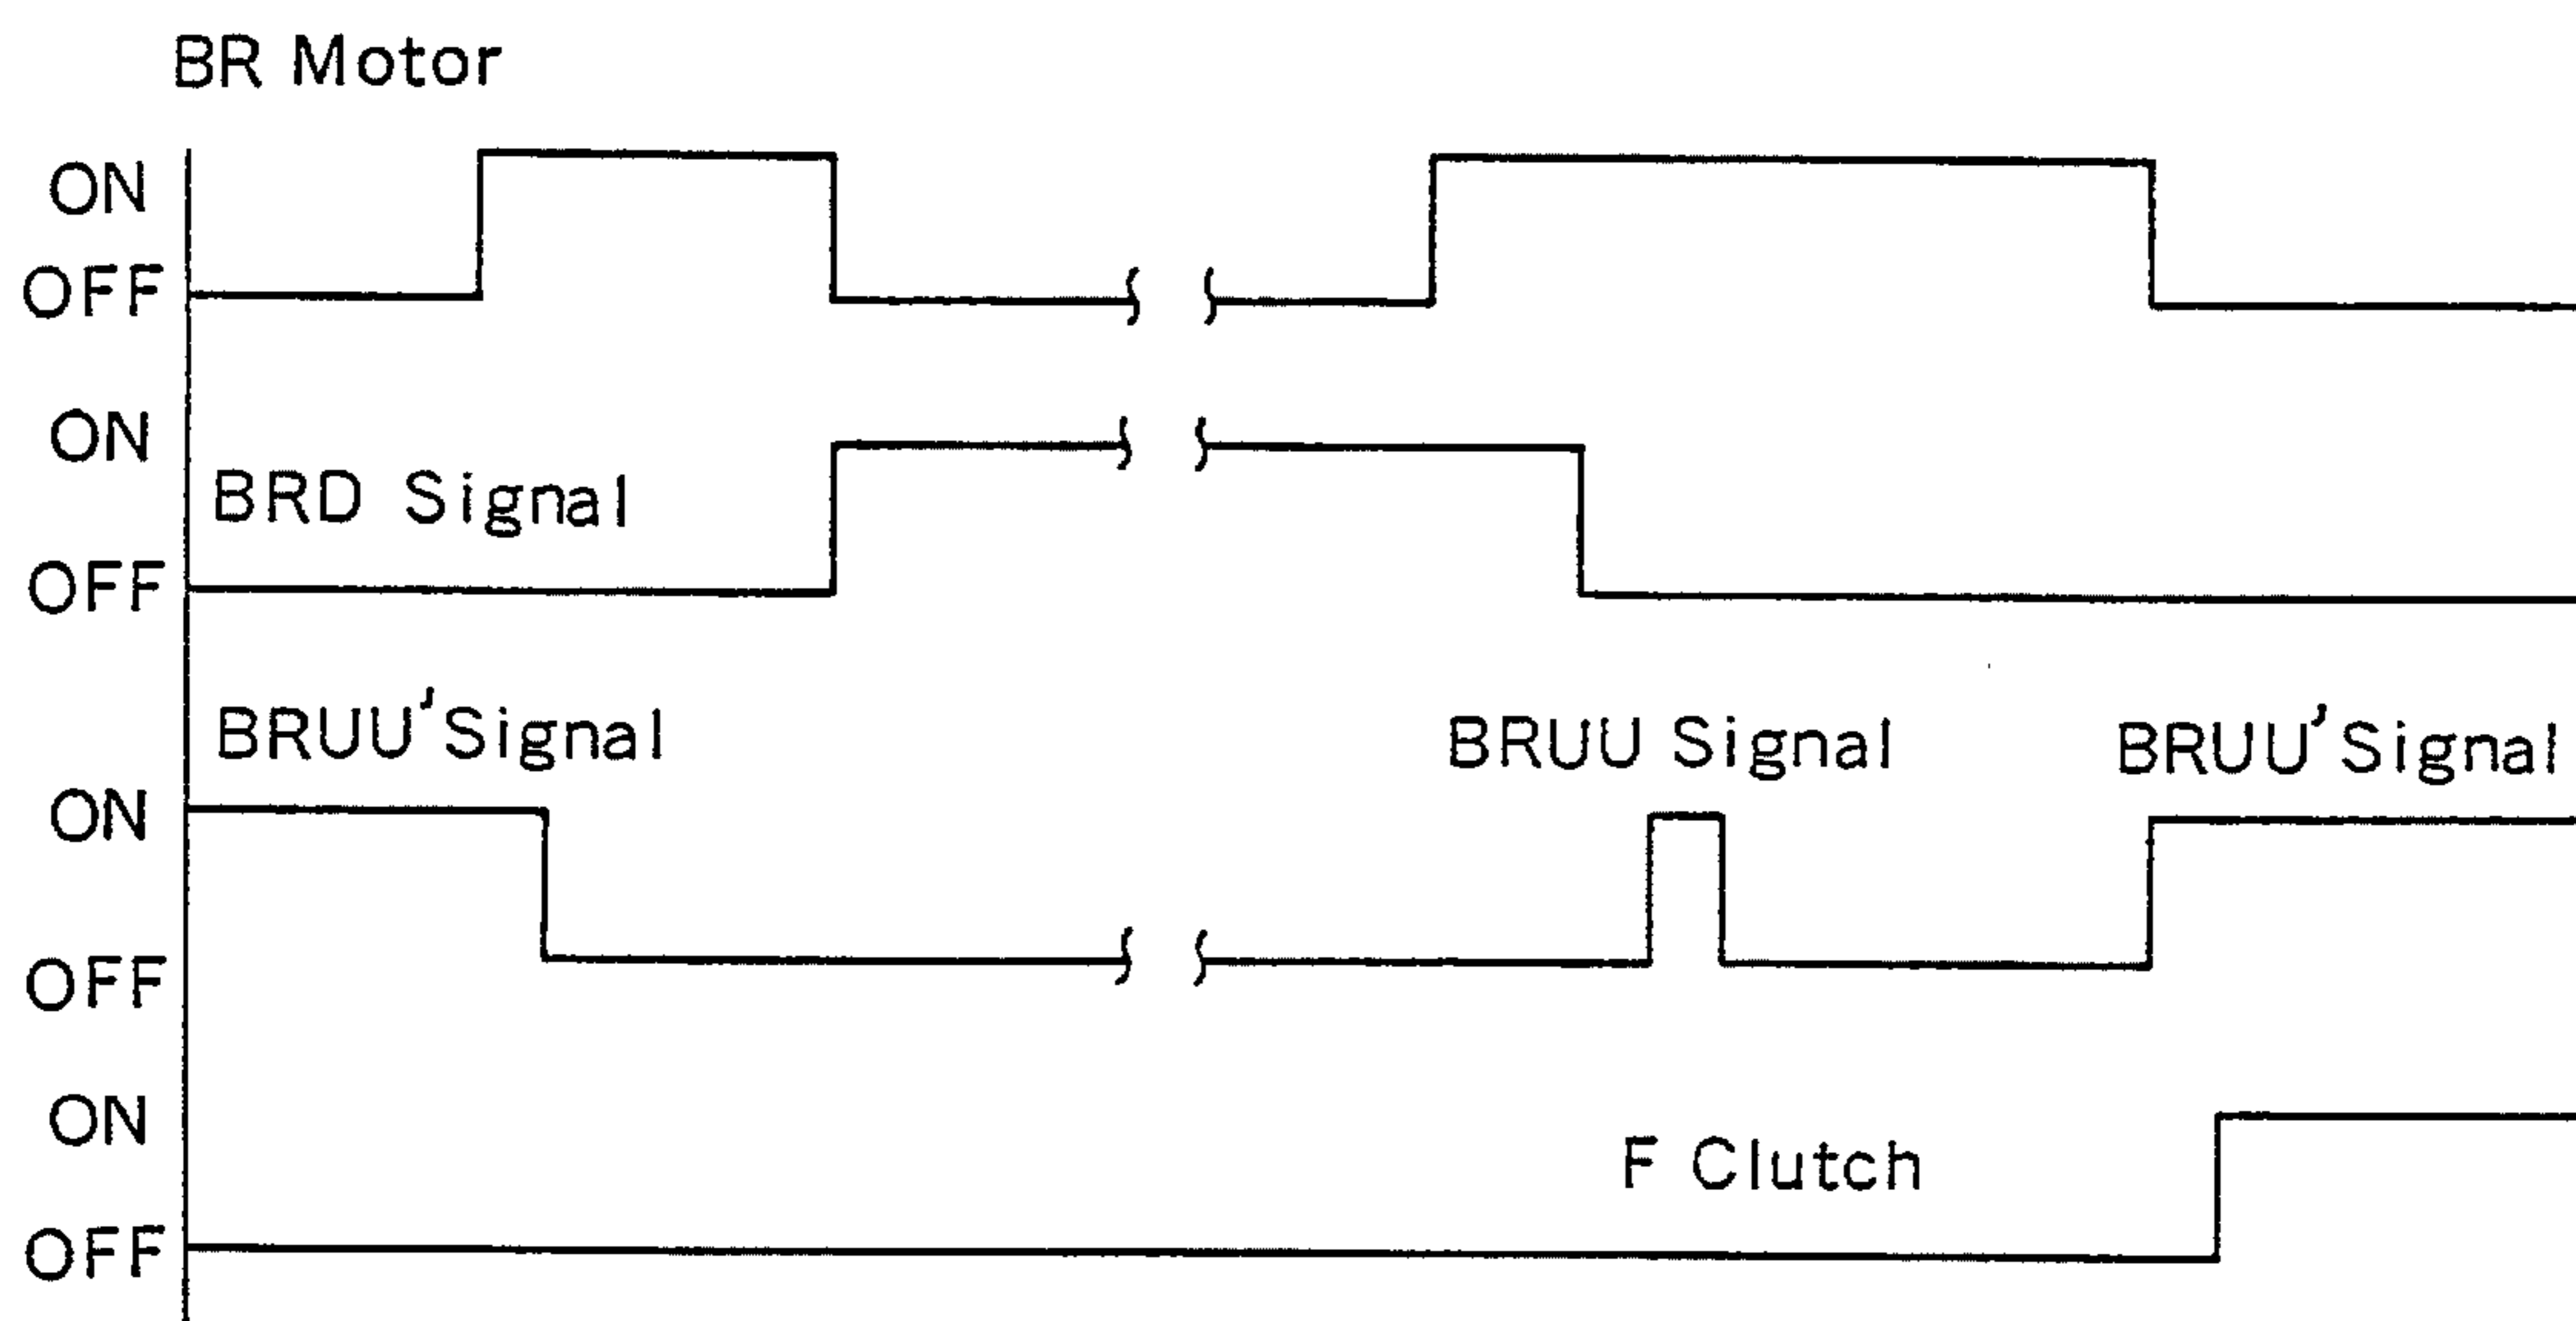 BR Motor
ON
OFF
ON
BRD Signal
OFF
BRUU'Signal BRUU Signal BRUU'Signal
ON
OFF
ON
F Clutch
OFF